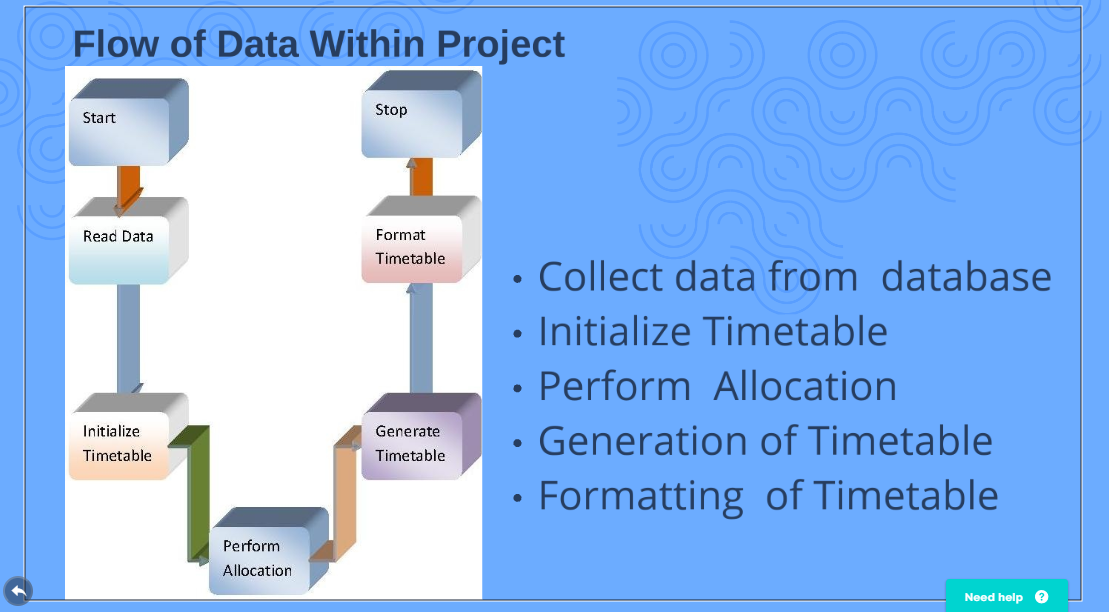 Flow of Data Within Project
Start
Read Data
Initialize
Timetable
Perform
Allocation
Generate
Timetable
Format
Timetable
Stop
• Collect data from database
• Initialize Timetable
• Perform Allocation
• Generation of Timetable
• Formatting of Timetable
Need help ?